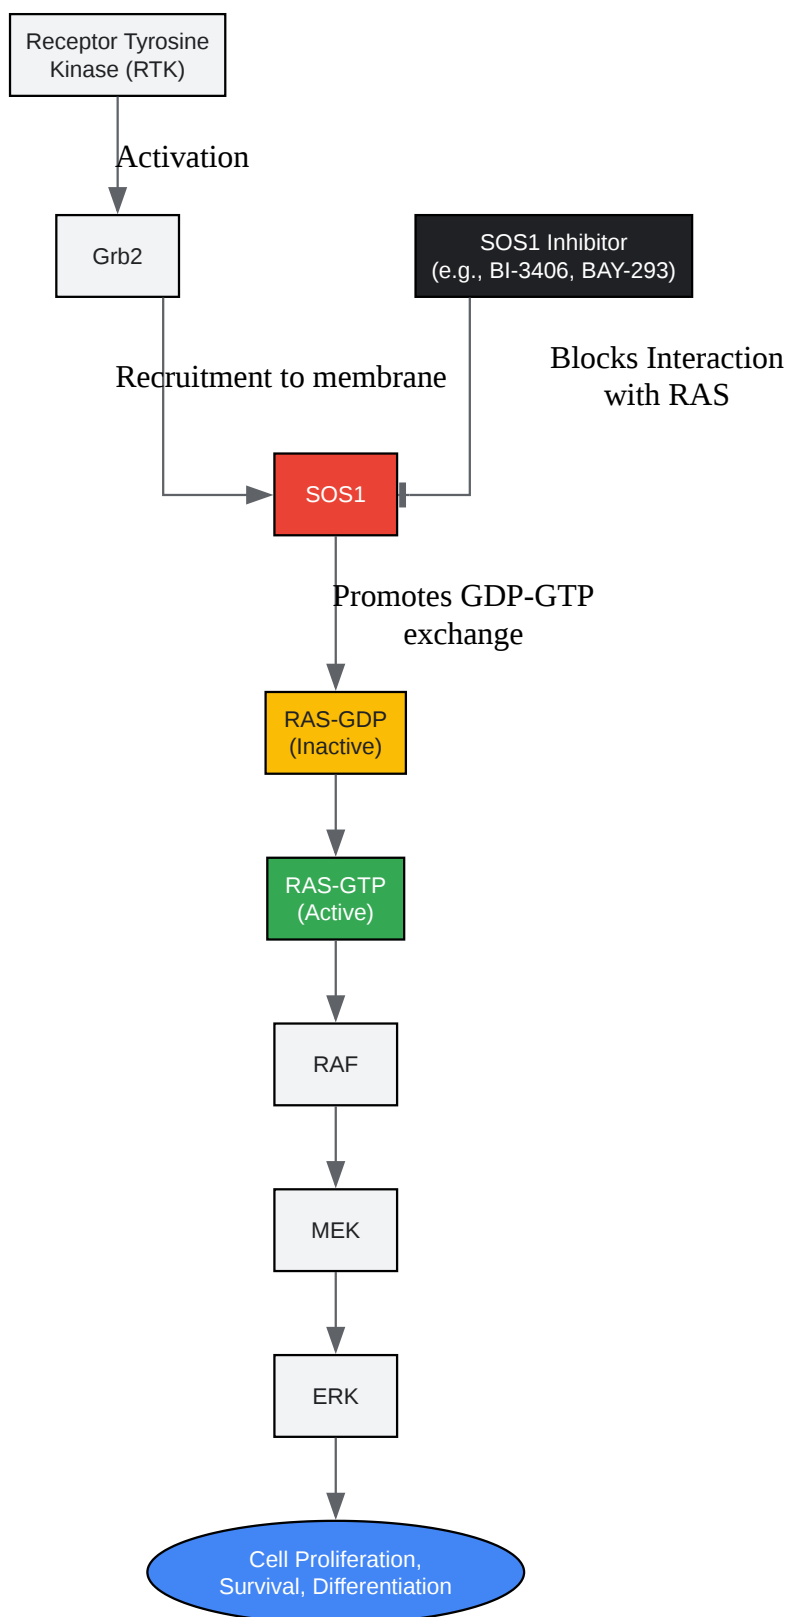 Receptor Tyrosine
Kinase (RTK)
Activation
Grb2
SOS1 Inhibitor
(e.g., BI-3406, BAY-293)
Recruitment to membrane
Blocks Interaction
with RAS
SOS1
Promotes GDP-GTP
exchange
RAS-GDP
(Inactive)
RAS-GTP
(Active)
RAF
MEK
ERK
Cell Proliferation,
Survival, Differentiation